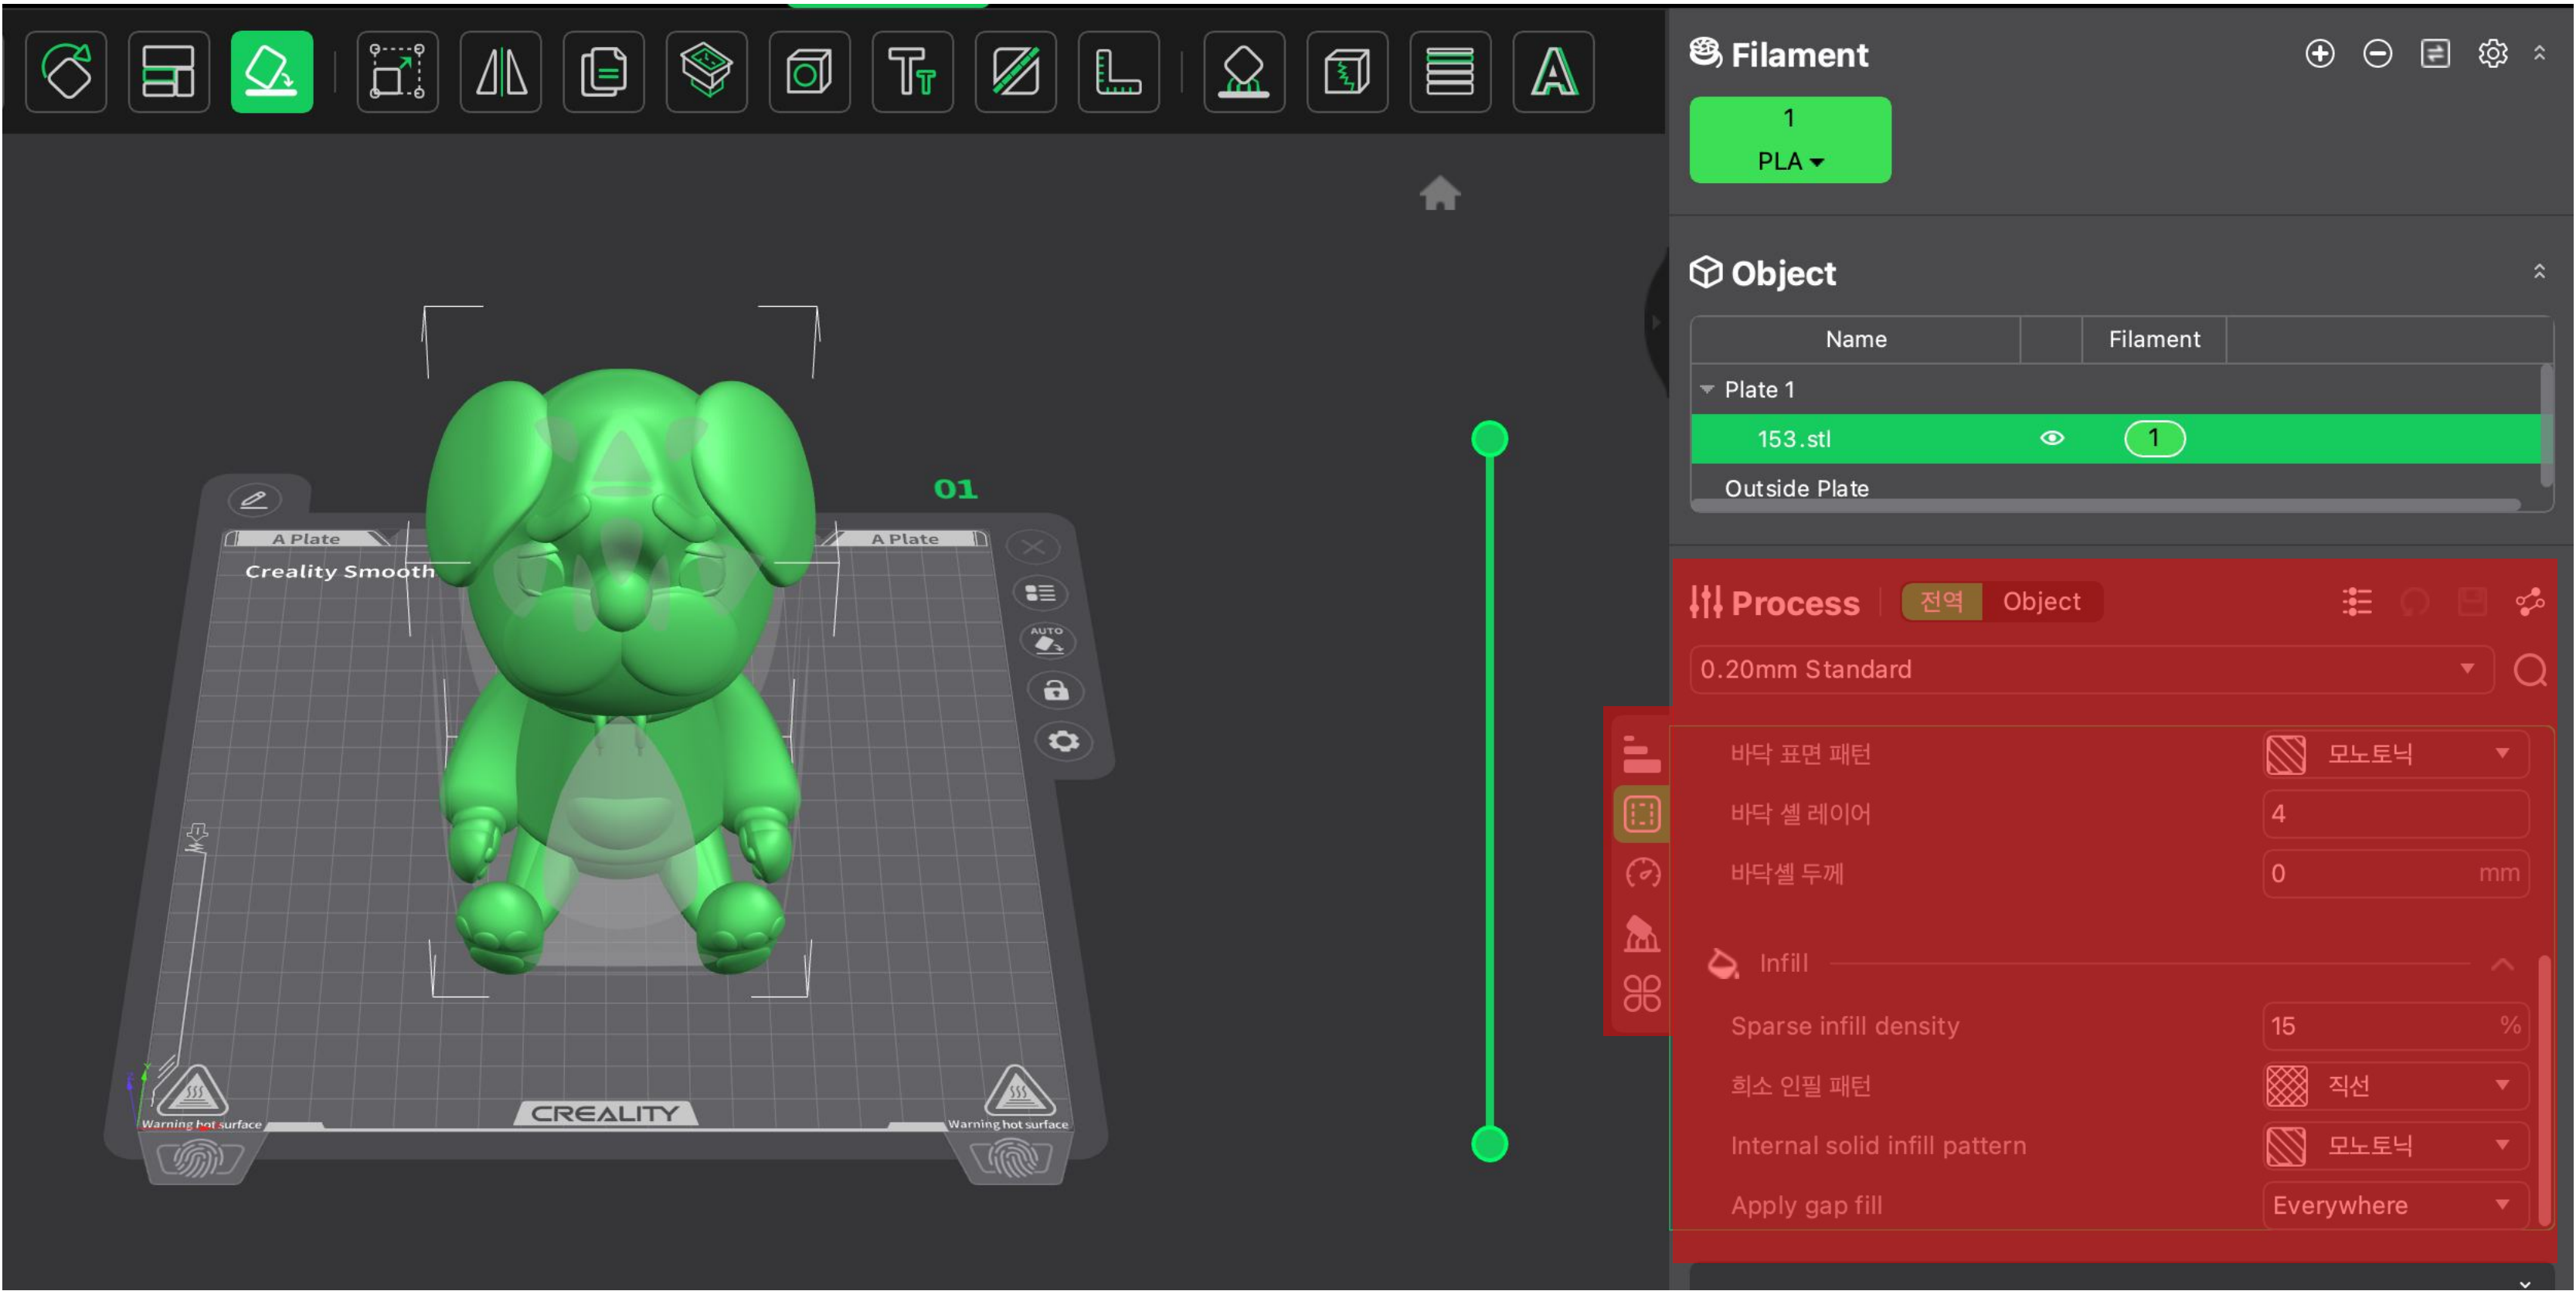 Filament
1
PLA
Object
Name Filament
Plate 1
153.stl 1
Outside Plate
01
A Plate A Plate
Creality Smooth
AUTO
Process 전역 Object
0.20mm Standard
바닥 표면 패턴 모노토닉
바닥 셸 레이어 4
바닥셸 두께 0 mm
Infill
Sparse infill density 15 %
희소 인필 패턴 직선
Internal solid infill pattern 모노토닉
Apply gap fill Everywhere
CREALITY
Warning hot surface Warning hot surface